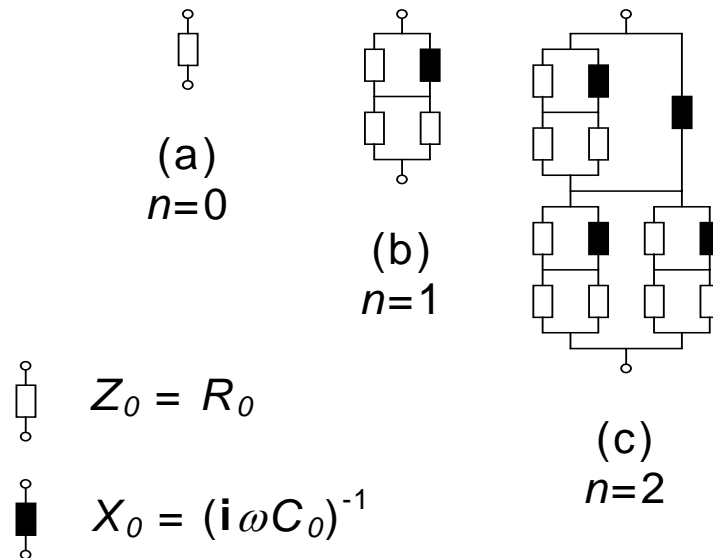 (a)
n=0
(b)
n=1
(c)
n=2
Z₀ = R₀
X₀ = (iωC₀)⁻¹